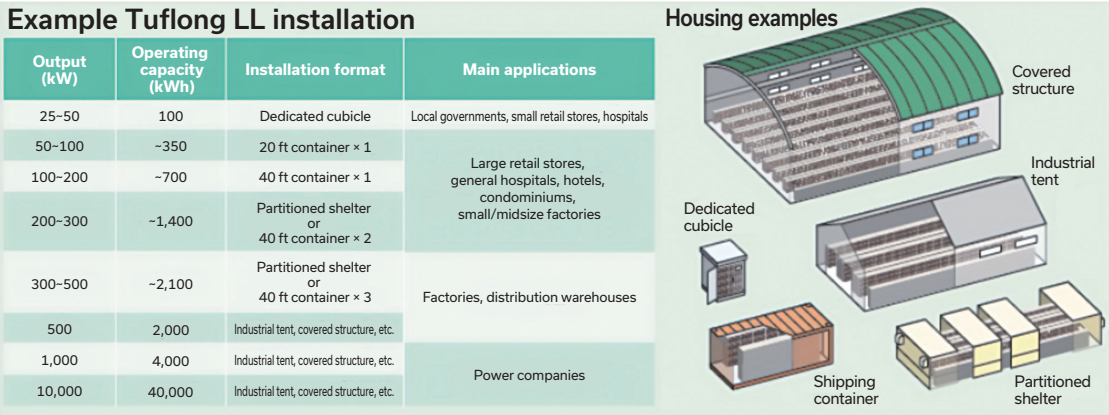 Example Tuflong LL installation
Output
(kW)
Operating
capacity
(kWh)
Installation format
Main applications
25~50
100
Dedicated cubicle
Local governments, small retail stores, hospitals
50~100
~350
20 ft container × 1
100~200
~700
40 ft container × 1
200~300
~1,400
Partitioned shelter
or
40 ft container × 2
Large retail stores,
general hospitals, hotels,
condominiums,
small/midsize factories
300~500
~2,100
Partitioned shelter
or
40 ft container × 3
Factories, distribution warehouses
500
2,000
Industrial tent, covered structure, etc.
1,000
4,000
Industrial tent, covered structure, etc.
10,000
40,000
Industrial tent, covered structure, etc.
Power companies
Housing examples
Covered
structure
Industrial
tent
Dedicated
cubicle
Shipping
container
Partitioned
shelter